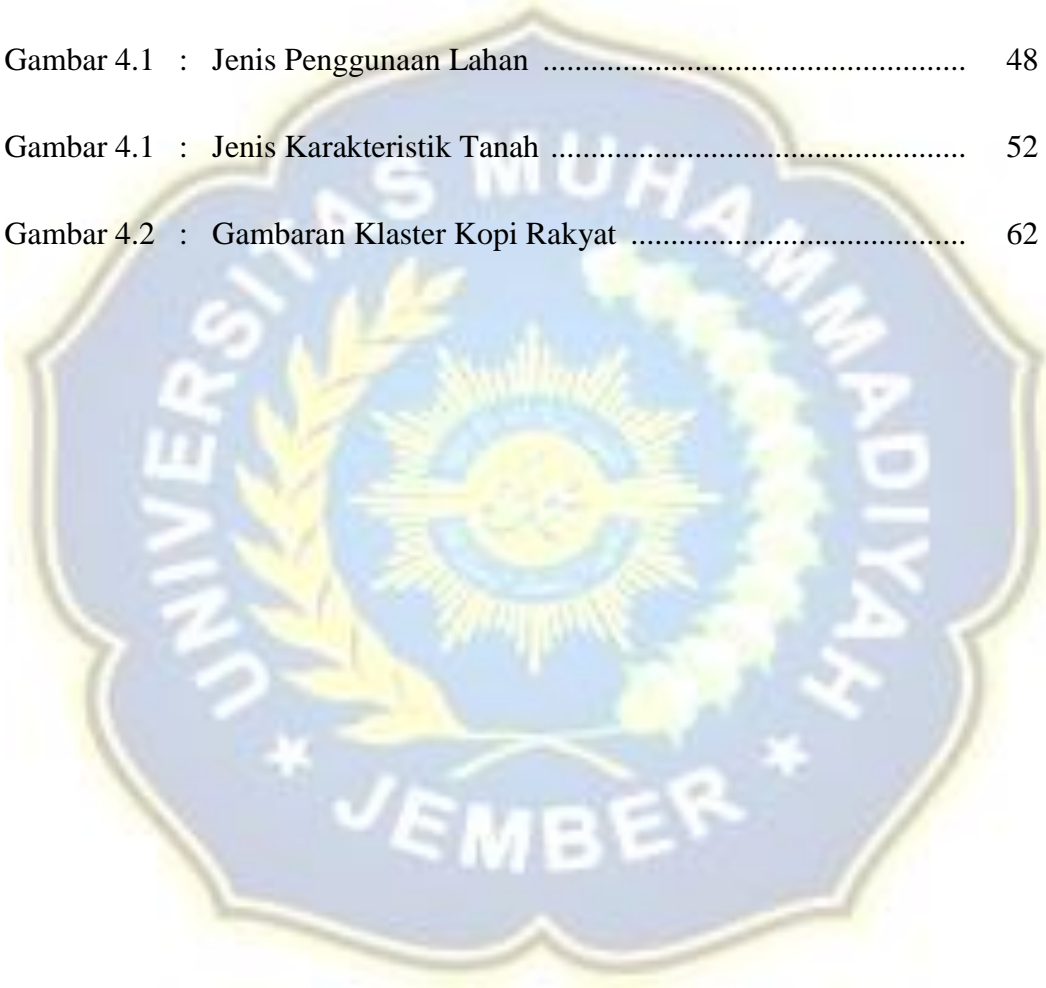 Gambar 4.1 : Jenis Penggunaan Lahan ..................................................... 48
Gambar 4.1 : Jenis Karakteristik Tanah .................................................... 52
Gambar 4.2 : Gambaran Klaster Kopi Rakyat .......................................... 62
UNIVERSITAS MUHAMMADIYAH
JEMBER